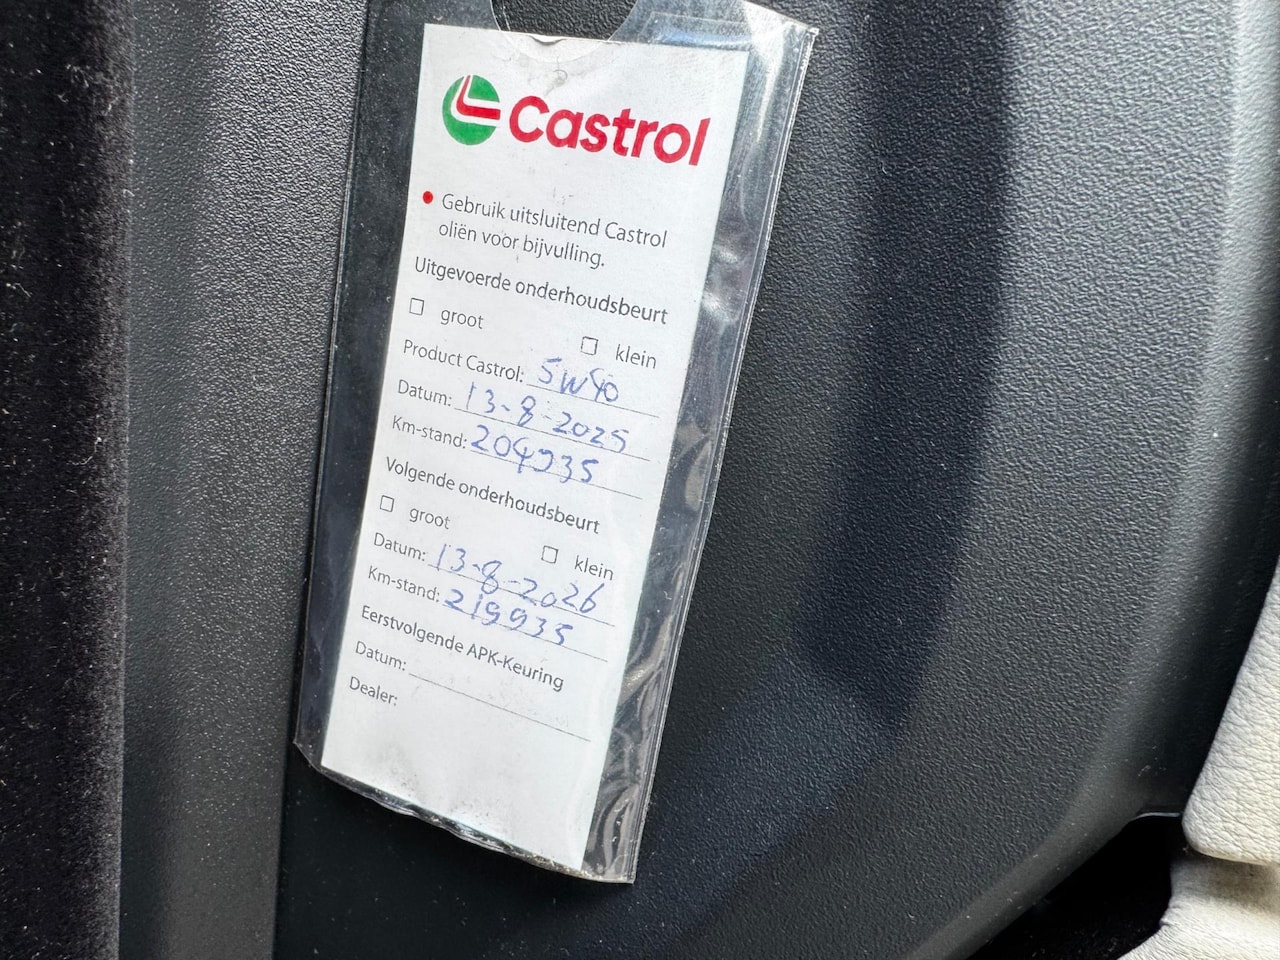 Castrol
Gebruik uitsluitend Castrol
oliën voor bijvulling.
Uitgevoerde onderhoudsbeurt
groot
klein
Product Castrol: 5W40
Datum: 13-8-2025
Km-stand: 204935
Volgende onderhoudsbeurt
groot
klein
Datum: 13-8-2026
Km-stand: 219935
Eerstvolgende APK-Keuring
Datum:
Dealer: